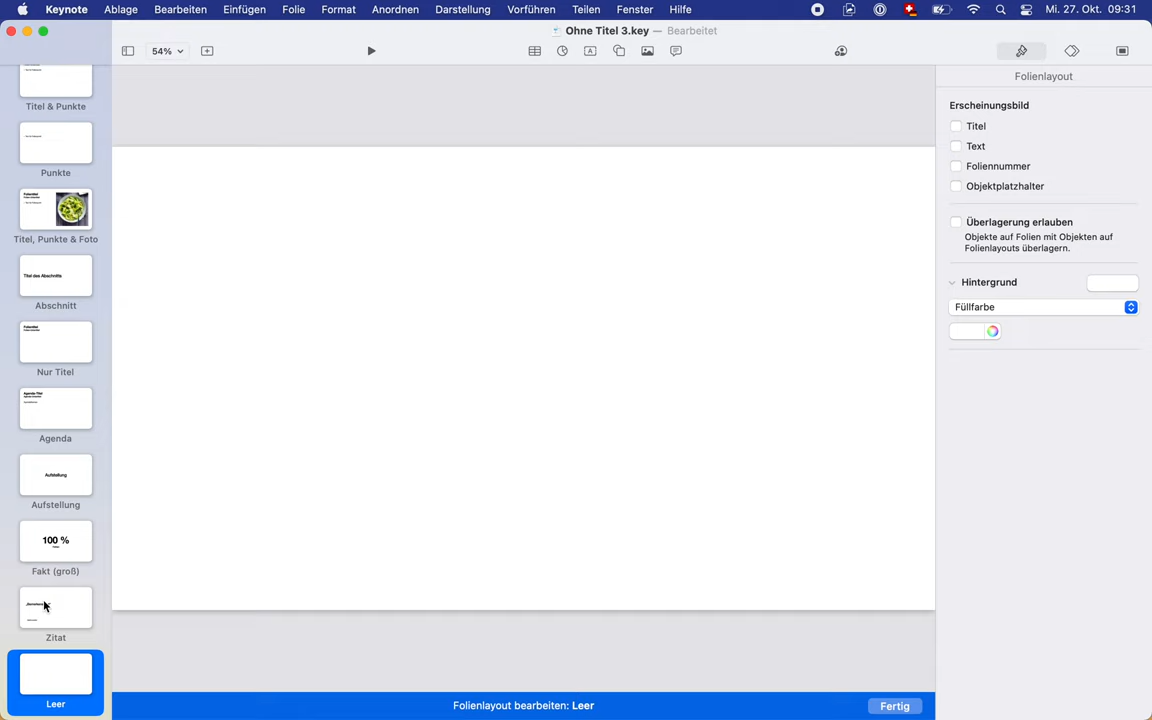 Keynote Ablage Bearbeiten Einfügen Folie Format Anordnen Darstellung Vorführen Teilen Fenster Hilfe Mi. 27. Okt. 09:31
Ohne Titel 3.key — Bearbeitet
54%
Folienlayout
Titel & Punkte
Erscheinungsbild
Titel
Text
Foliennummer
Objektplatzhalter
Punkte
Titel, Punkte & Foto
Überlagerung erlauben
Objekte auf Folien mit Objekten auf
Folienlayouts überlagern.
Titel des Abschnitts
Abschnitt
Hintergrund
Füllfarbe
Folientitel
Nur Titel
Agenda-Titel
Agenda
Aufstellung
Aufstellung
100 %
Fakt (groß)
Zitat
Leer
Folienlayout bearbeiten: Leer
Fertig